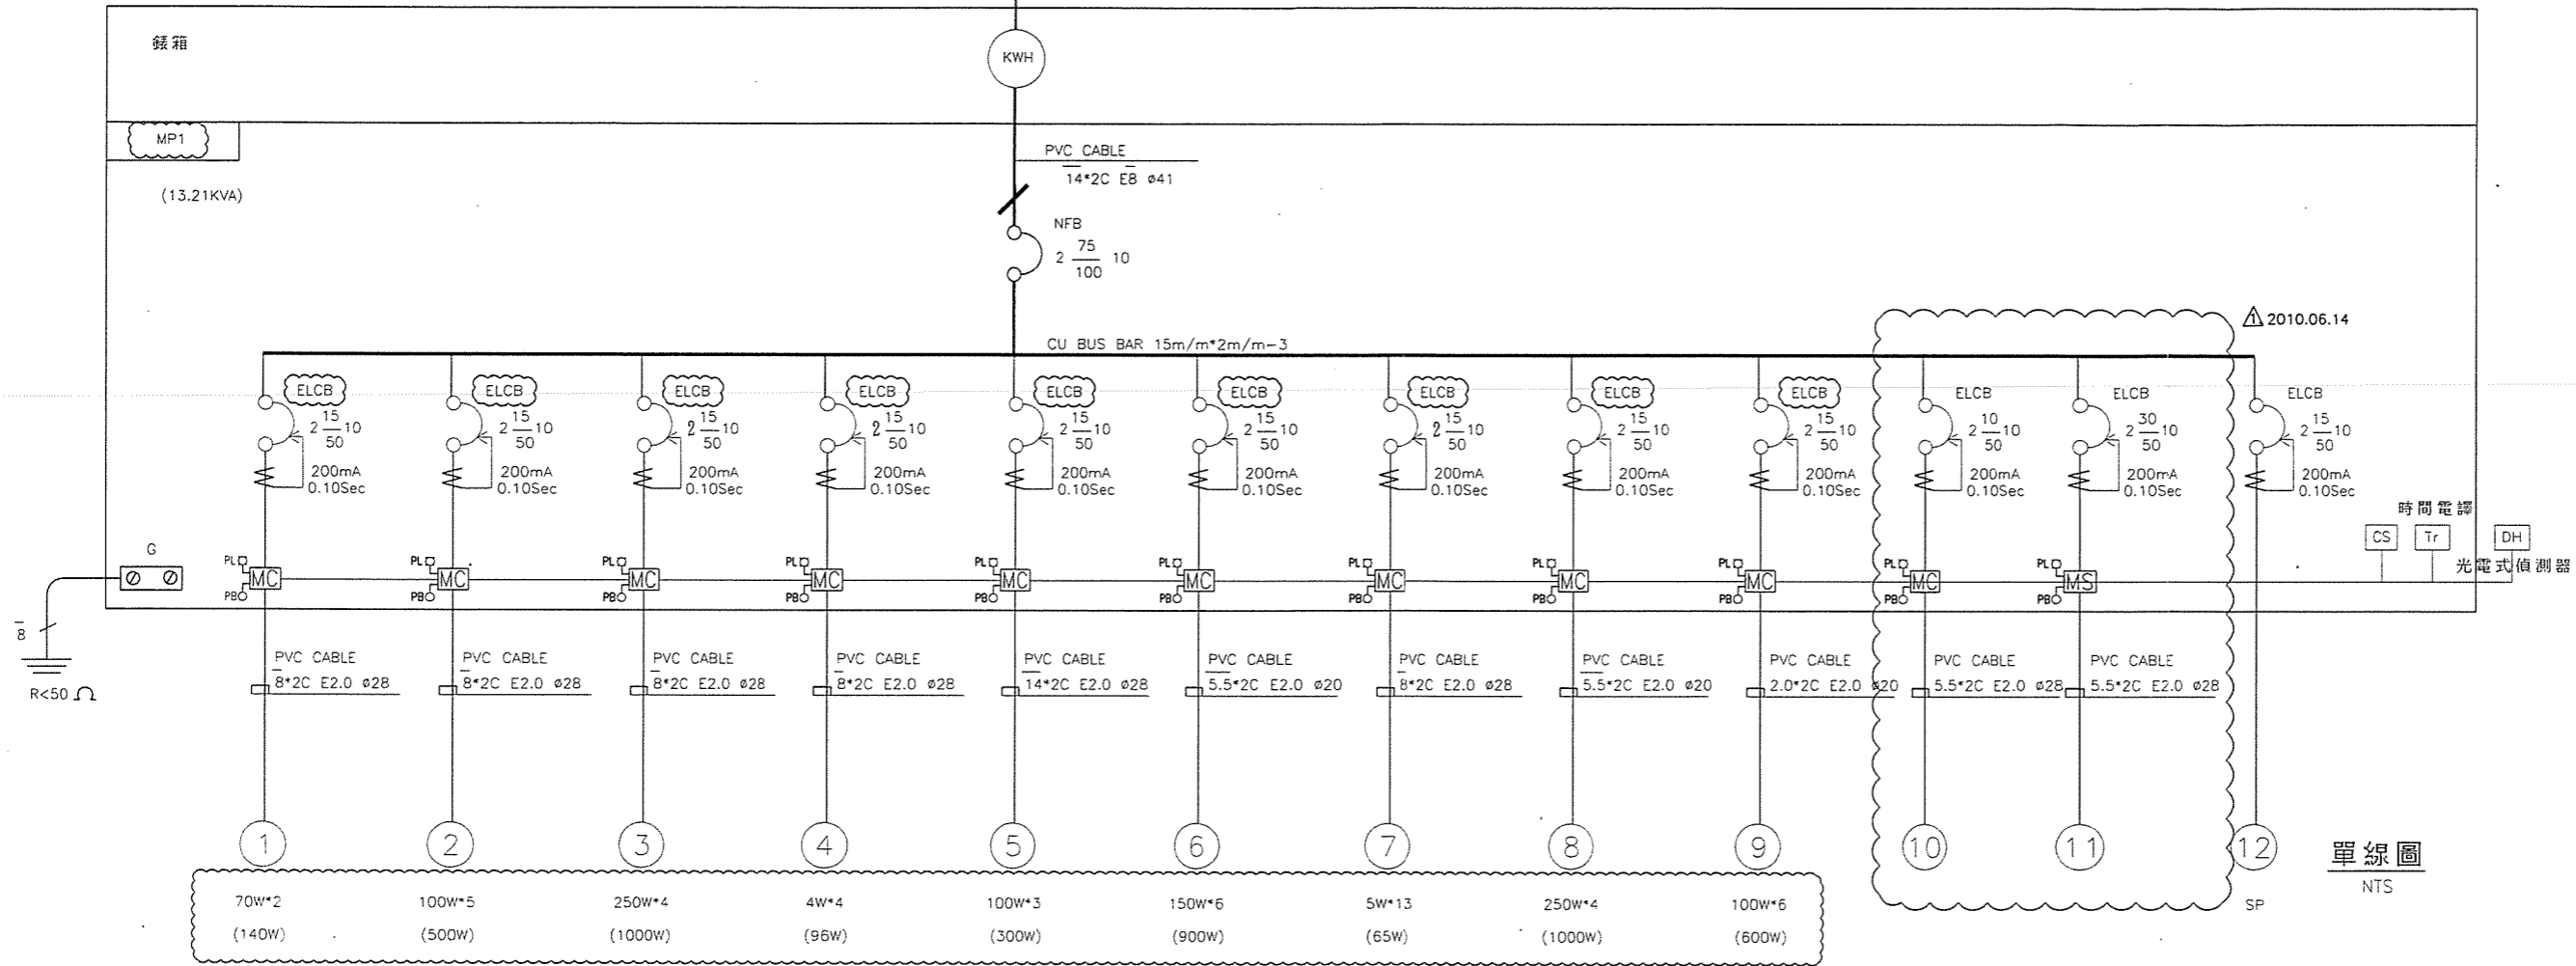 錶箱
KWH
MP1
(13.21KVA)
PVC CABLE
14*2C E8 ø41
NFB
2 75/100 10
CU BUS BAR 15m/m*2m/m-3
1 2010.06.14
ELCB ELCB ELCB ELCB ELCB ELCB ELCB ELCB ELCB ELCB ELCB ELCB
2 15/50 10 2 15/50 10 2 15/50 10 2 15/50 10 2 15/50 10 2 15/50 10 2 15/50 10 2 15/50 10 2 15/50 10 2 10/50 10 2 30/50 10 2 15/50 10
200mA 200mA 200mA 200mA 200mA 200mA 200mA 200mA 200mA 200mA 200mA 200mA
0.10Sec 0.10Sec 0.10Sec 0.10Sec 0.10Sec 0.10Sec 0.10Sec 0.10Sec 0.10Sec 0.10Sec 0.10Sec 0.10Sec
時間電譯
CS Tr DH
光電式偵測器
G
PL PL PL PL PL PL PL PL PL PL PL
MC MC MC MC MC MC MC MC MC MC MS
PB PB PB PB PB PB PB PB PB PB PB
8
R<50 Ω
PVC CABLE PVC CABLE PVC CABLE PVC CABLE PVC CABLE PVC CABLE PVC CABLE PVC CABLE PVC CABLE PVC CABLE PVC CABLE
8*2C E2.0 ø28 8*2C E2.0 ø28 8*2C E2.0 ø28 8*2C E2.0 ø28 14*2C E2.0 ø28 5.5*2C E2.0 ø20 8*2C E2.0 ø28 5.5*2C E2.0 ø20 2.0*2C E2.0 ø20 5.5*2C E2.0 ø28 5.5*2C E2.0 ø28
1 2 3 4 5 6 7 8 9 10 11 12
單線圖
NTS
70W*2 100W*5 250W*4 4W*4 100W*3 150W*6 5W*13 250W*4 100W*6 SP
(140W) (500W) (1000W) (96W) (300W) (900W) (65W) (1000W) (600W)